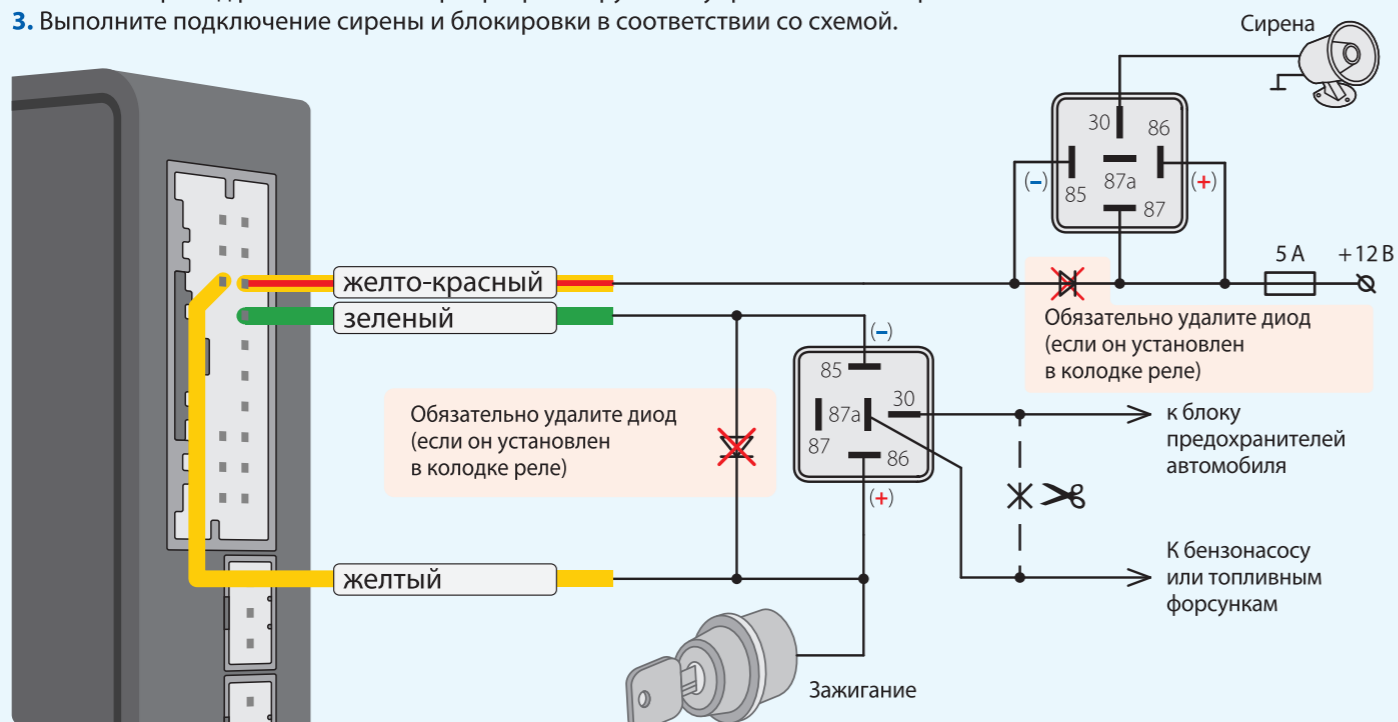 3. Выполните подключение сирены и блокировки в соответствии со схемой.
Сирена
30
86
(–)
87а
(+)
85
87
5 А
+12 В
желто-красный
зеленый
Обязательно удалите диод
(если он установлен
в колодке реле)
(–)
85
30
87а
87
86
(+)
Обязательно удалите диод
(если он установлен
в колодке реле)
к блоку
предохранителей
автомобиля
К бензонасосу
или топливным
форсункам
желтый
Зажигание